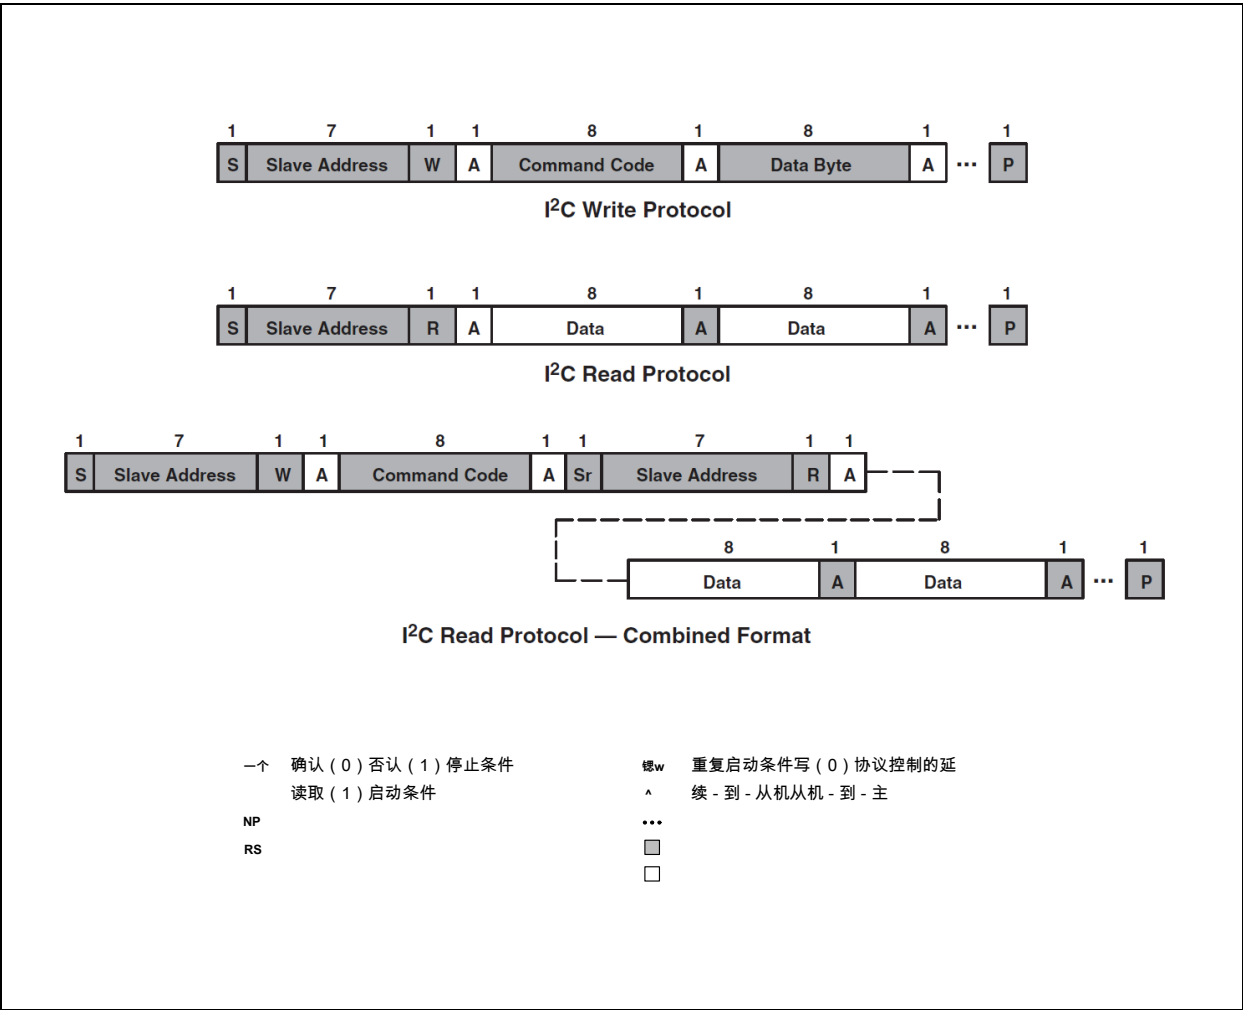 1 7 1 1 8 1 8 1 1
S Slave Address W A Command Code A Data Byte A ... P
I²C Write Protocol
1 7 1 1 8 1 8 1 1
S Slave Address R A Data A Data A ... P
I²C Read Protocol
1 7 1 1 8 1 1 7 1 1
S Slave Address W A Command Code A Sr Slave Address R A
8 1 8 1 1
Data A Data A ... P
I²C Read Protocol — Combined Format
一个 确认(0)否认(1)停止条件
读取(1)启动条件
NP
RS
锶w 重复启动条件写(0)协议控制的延
^ 续-到-从机从机-到-主
•••